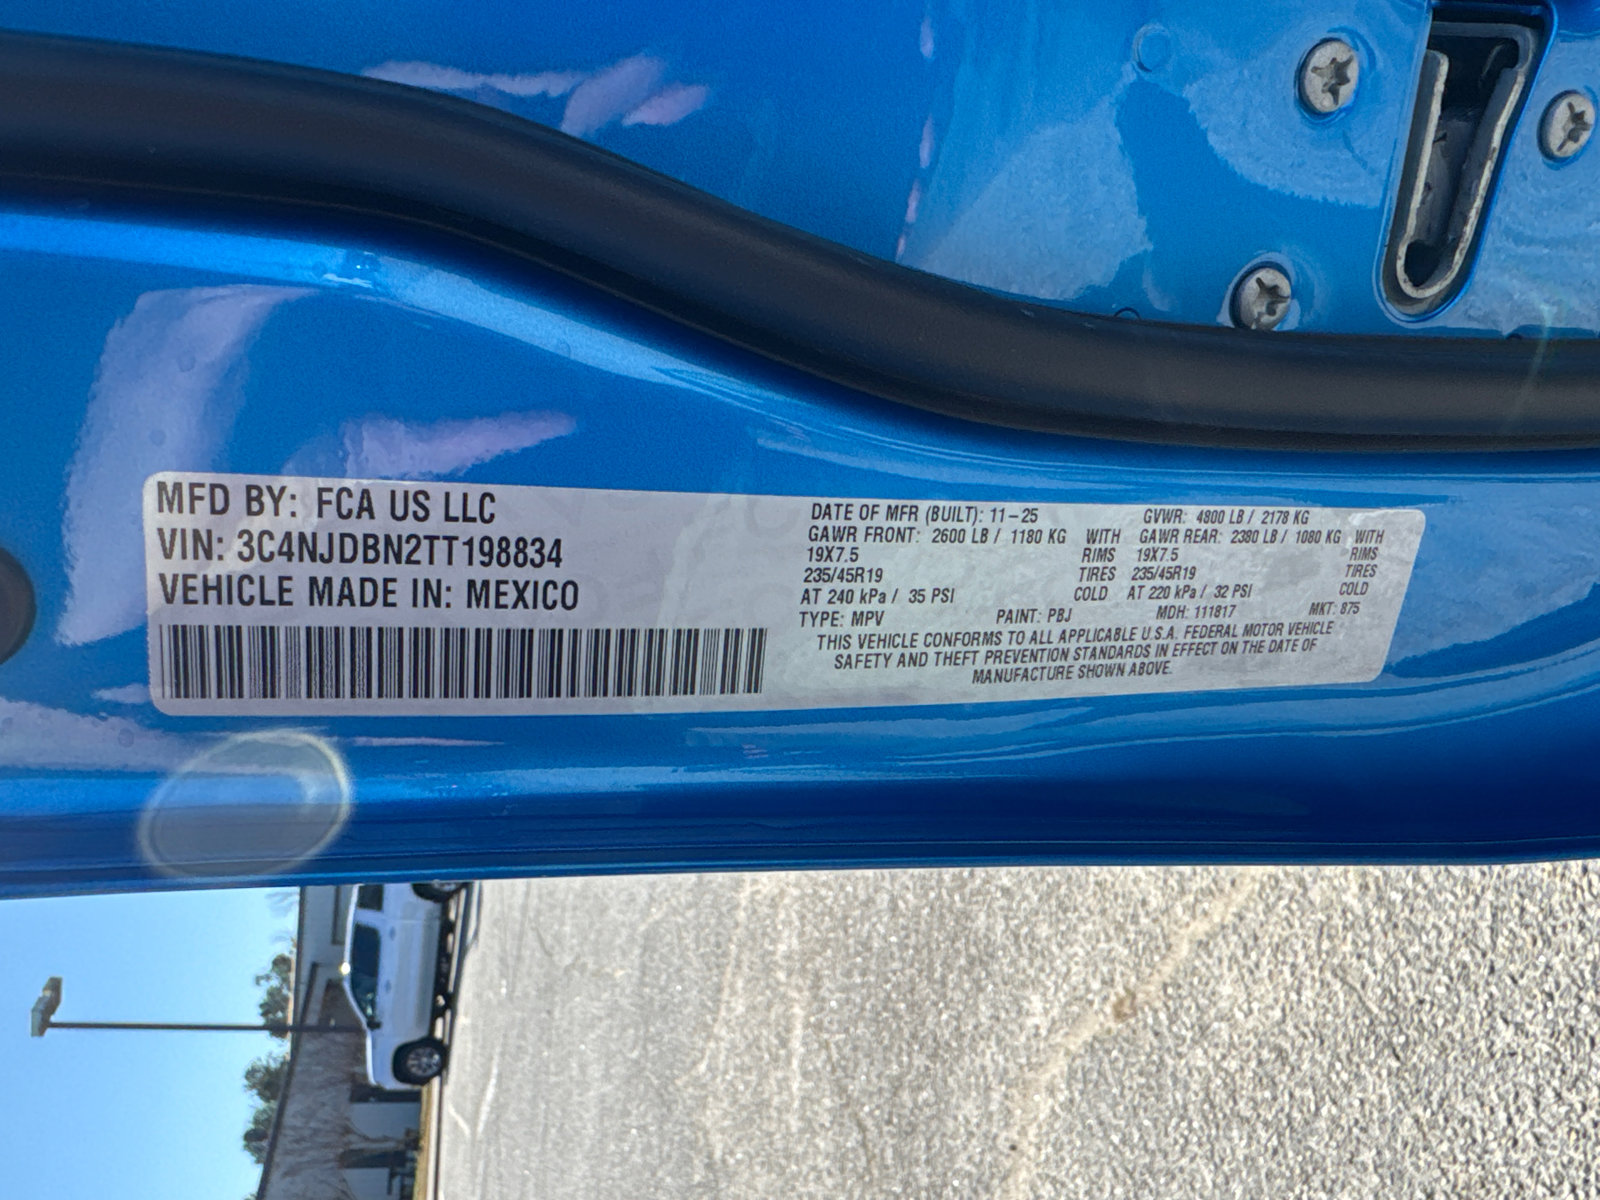 MFD BY: FCA US LLC
VIN: 3C4NJDBN2TT198834
VEHICLE MADE IN: MEXICO
DATE OF MFR (BUILT): 11-25 GVWR: 4800 LB / 2178 KG
GAWR FRONT: 2600 LB / 1180 KG WITH GAWR REAR: 2380 LB / 1080 KG WITH
19X7.5 RIMS 19X7.5 RIMS
235/45R19 TIRES 235/45R19 TIRES
AT 240 kPa / 35 PSI COLD AT 220 kPa / 32 PSI COLD
TYPE: MPV PAINT: PBJ MDH: 111817 MKT: 875
THIS VEHICLE CONFORMS TO ALL APPLICABLE U.S.A. FEDERAL MOTOR VEHICLE
SAFETY AND THEFT PREVENTION STANDARDS IN EFFECT ON THE DATE OF
MANUFACTURE SHOWN ABOVE.